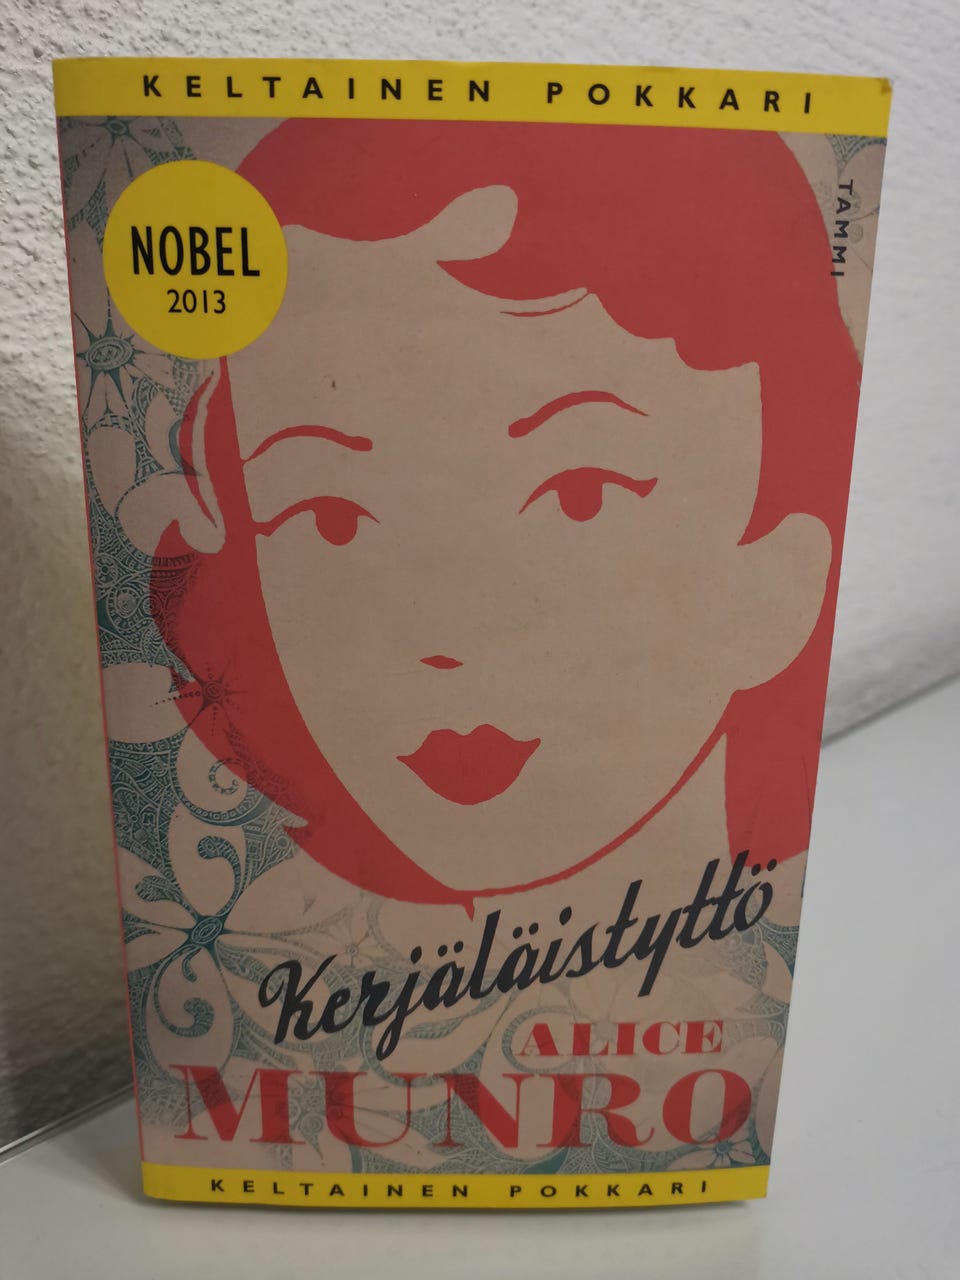 KELTAINEN POKKARI
TAMMI
NOBEL
2013
Kerjäläistyttö
ALICE
MUNRO
KELTAINEN POKKARI